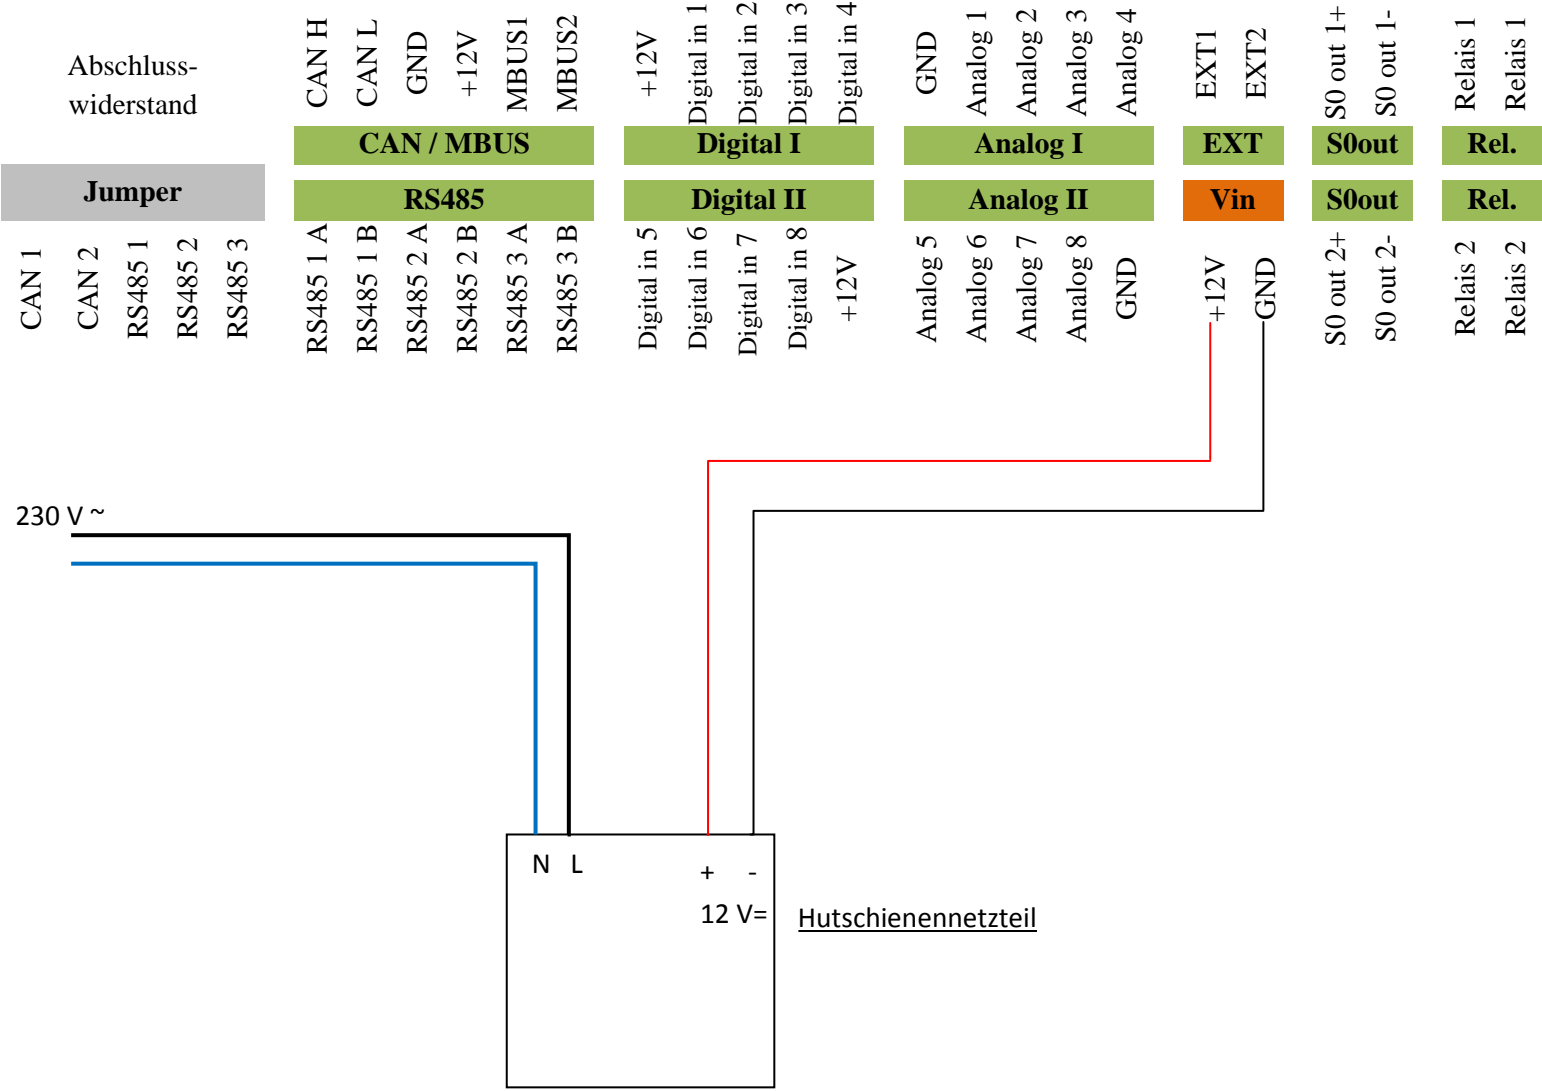 Abschluss-
widerstand
CAN H
CAN L
GND
+12V
MBUS1
MBUS2
+12V
Digital in 1
Digital in 2
Digital in 3
Digital in 4
GND
Analog 1
Analog 2
Analog 3
Analog 4
EXT1
EXT2
S0 out 1+
S0 out 1-
Relais 1
Relais 1
CAN / MBUS
Digital I
Analog I
EXT
S0out
Rel.
Jumper
RS485
Digital II
Analog II
Vin
S0out
Rel.
CAN 1
CAN 2
RS485 1
RS485 2
RS485 3
RS485 1 A
RS485 1 B
RS485 2 A
RS485 2 B
RS485 3 A
RS485 3 B
Digital in 5
Digital in 6
Digital in 7
Digital in 8
+12V
Analog 5
Analog 6
Analog 7
Analog 8
GND
+12V
GND
S0 out 2+
S0 out 2-
Relais 2
Relais 2
230 V ~
N L
+ -
12 V=
Hutschienennetzteil